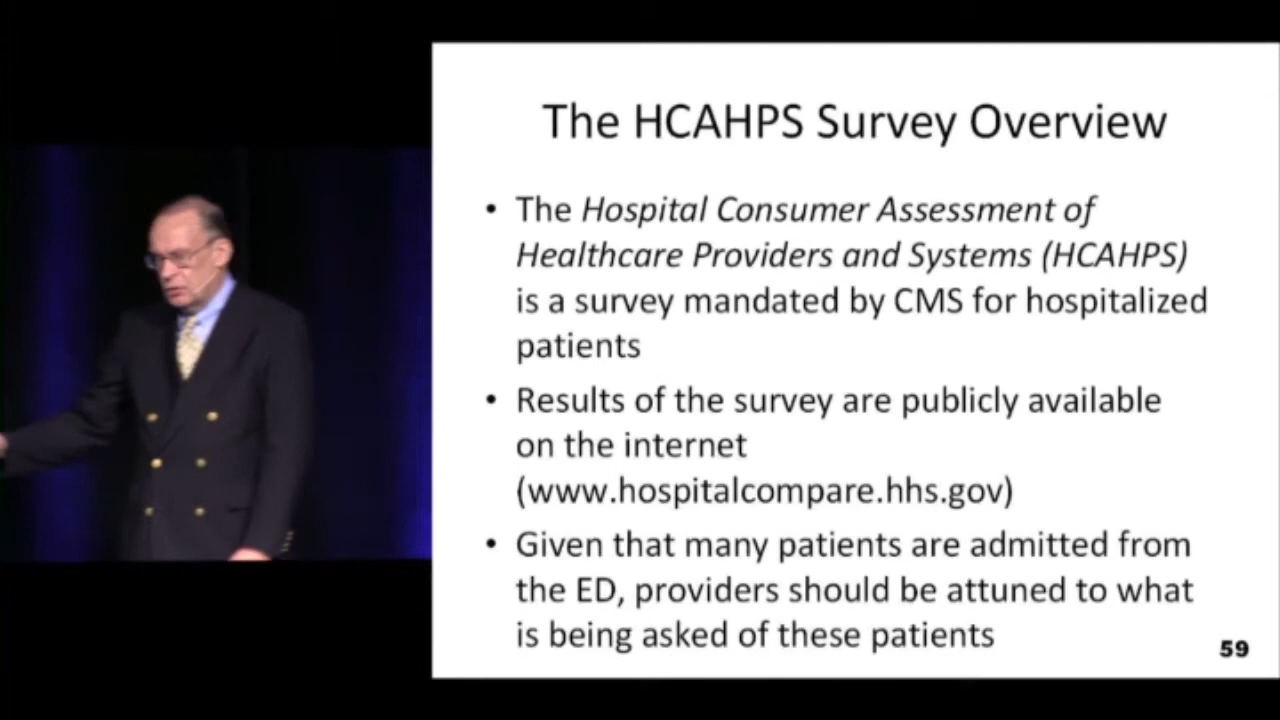 The HCAHPS Survey Overview
• The Hospital Consumer Assessment of
Healthcare Providers and Systems (HCAHPS)
is a survey mandated by CMS for hospitalized
patients
• Results of the survey are publicly available
on the internet
(www.hospitalcompare.hhs.gov)
• Given that many patients are admitted from
the ED, providers should be attuned to what
is being asked of these patients
59